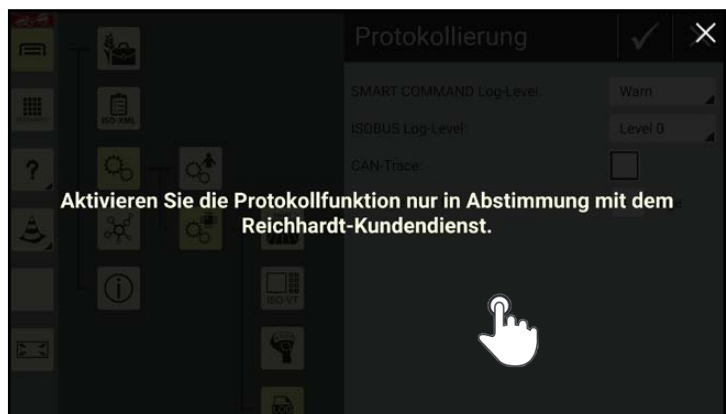 Protokollierung
SMART COMMAND Log-Level:
Warn
ISOBUS Log-Level:
Level 0
CAN-Trace:
Aktivieren Sie die Protokollfunktion nur in Abstimmung mit dem
Reichhardt-Kundendienst.
ISO-XML
?
ISO-VT
LOG